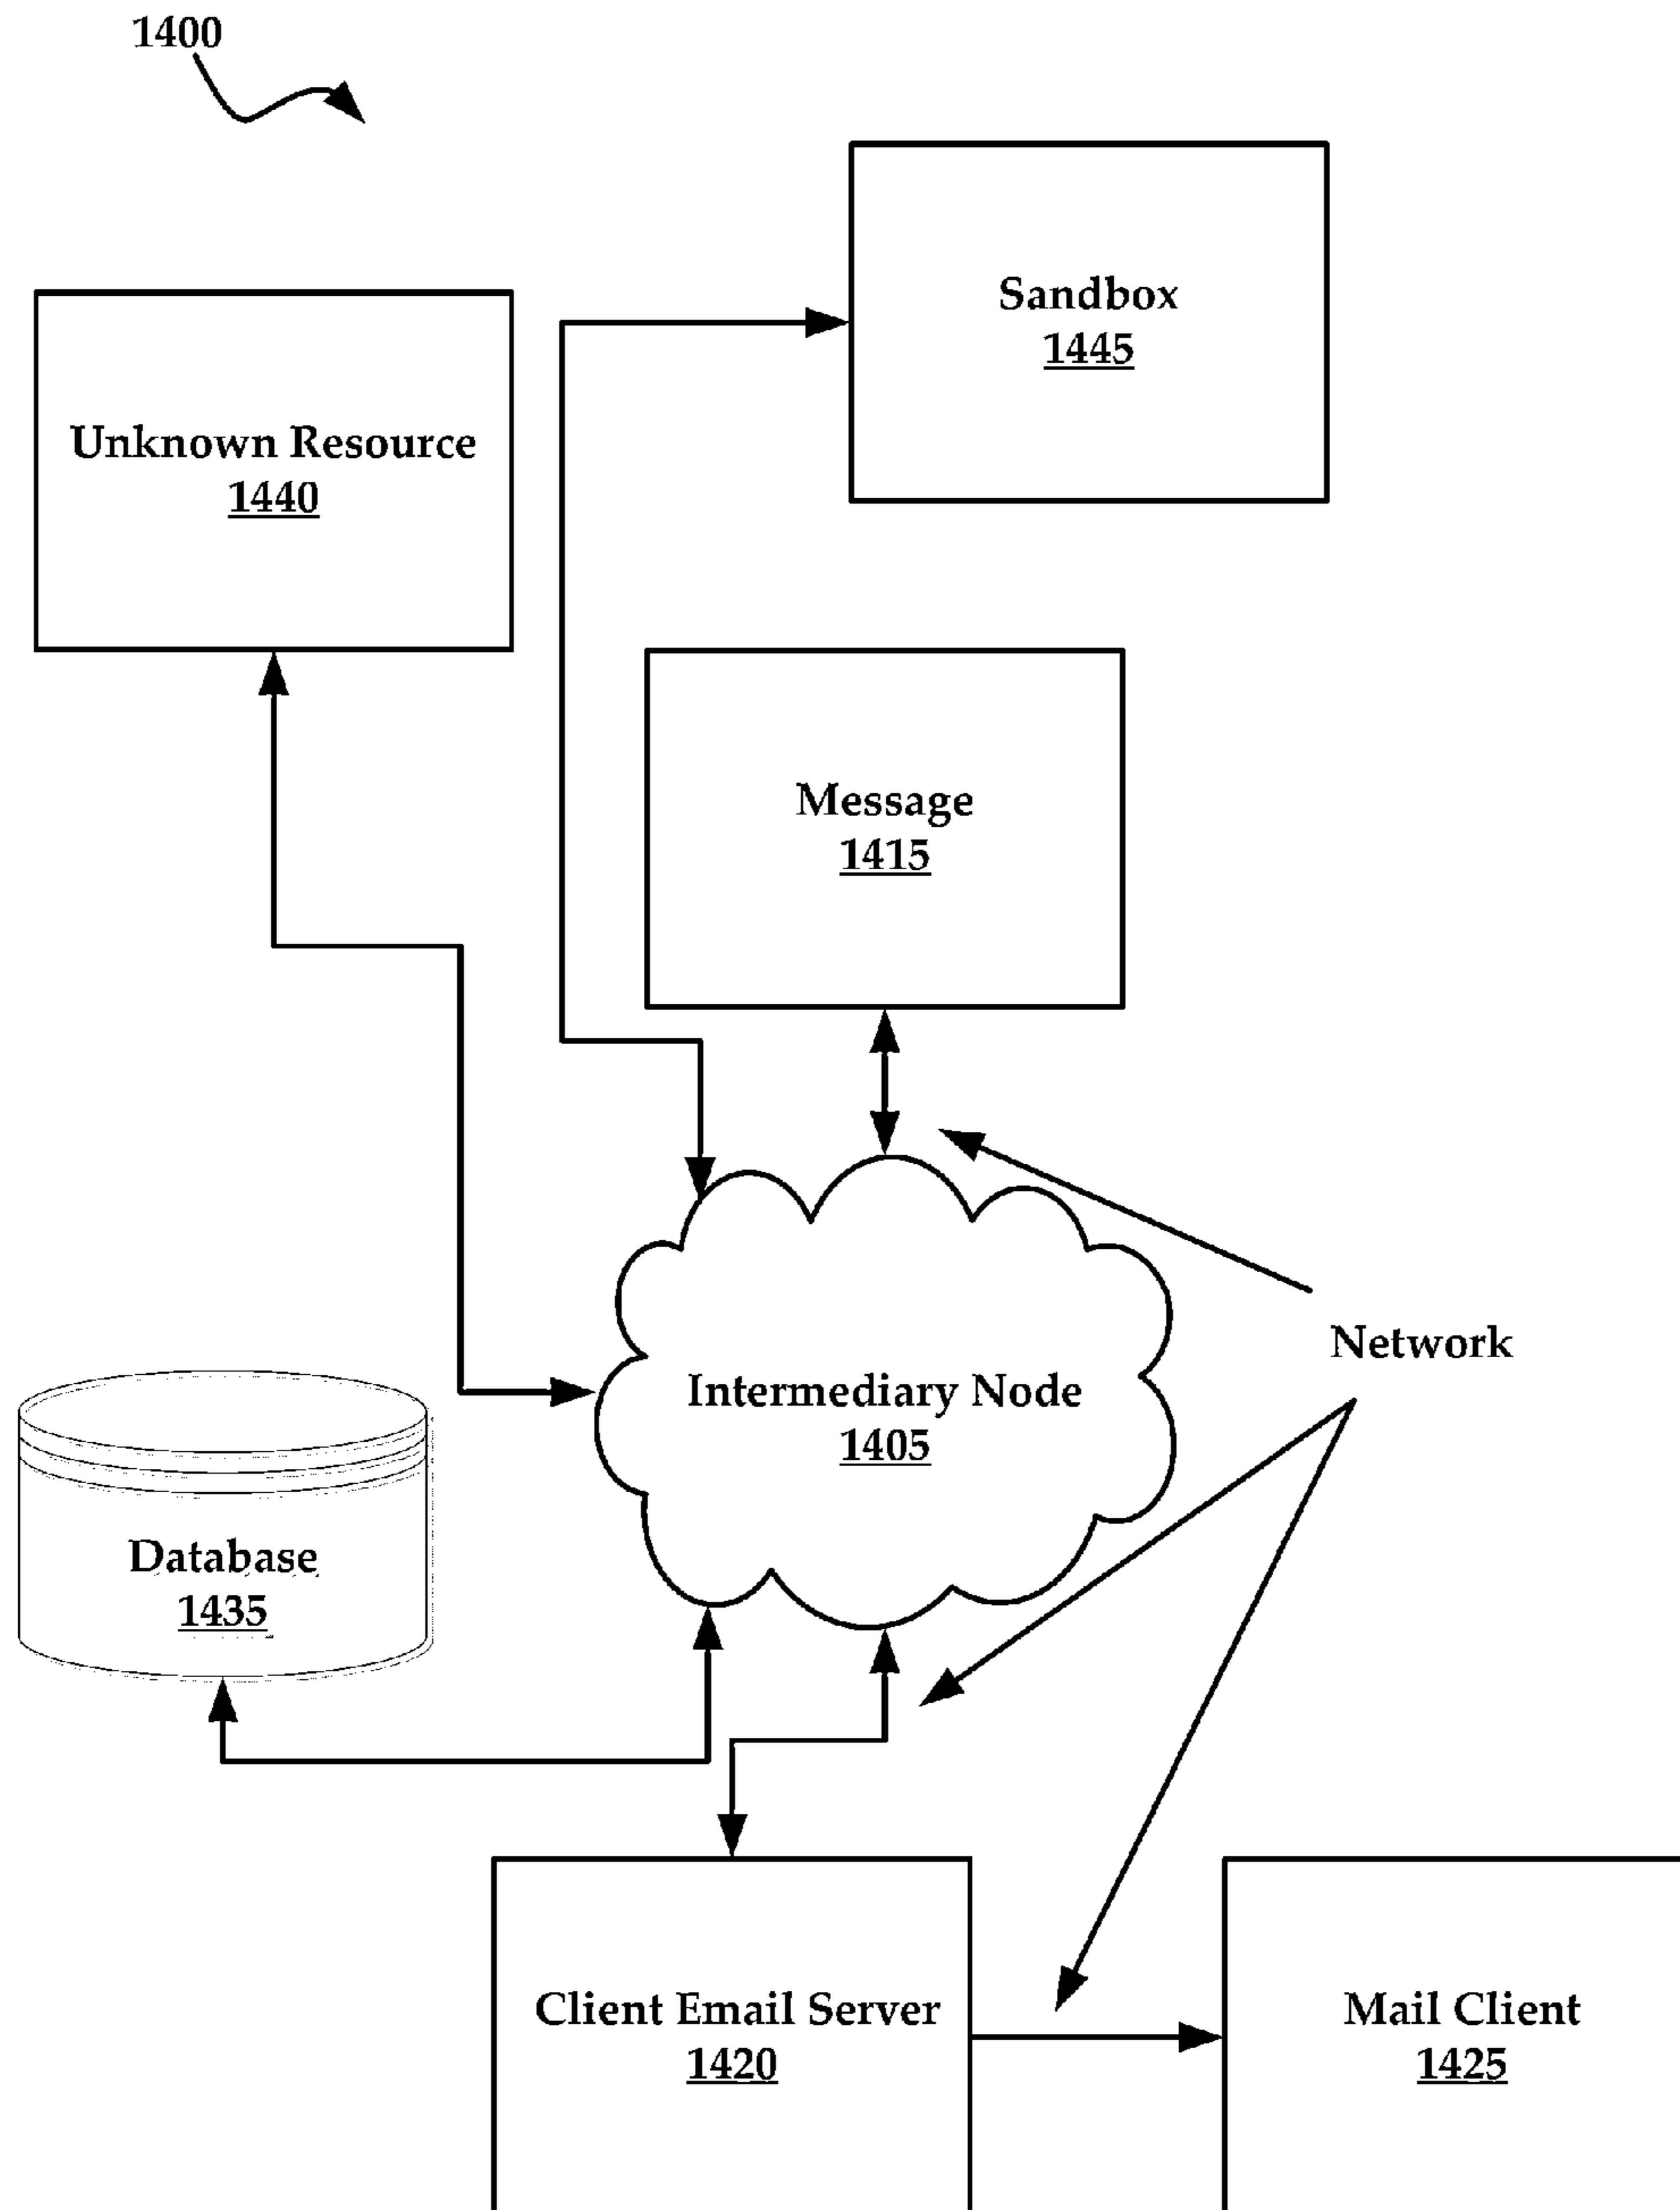 1400
Sandbox
1445
Unknown Resource
1440
Message
1415
Network
Intermediary Node
1405
Database
1435
Client Email Server
1420
Mail Client
1425